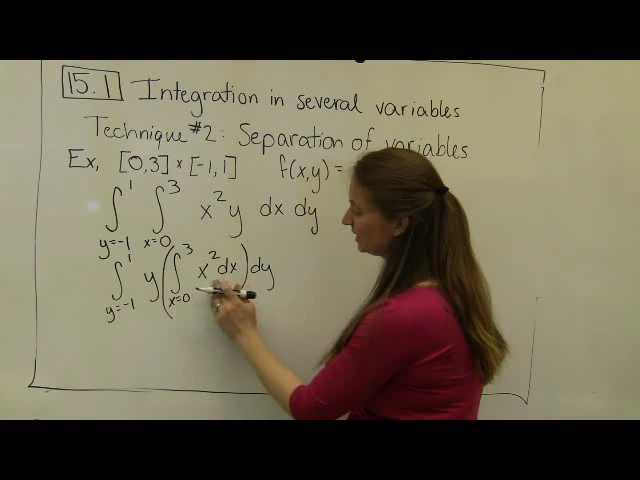 15.1 Integration in several variables
Technique #2: Separation of variables
Ex, [0,3] × [-1,1] f(x,y) =
∫_{y=-1}^{1} ∫_{x=0}^{3} x²y dx dy
∫_{y=-1}^{1} y(∫_{x=0}^{3} x² dx) dy